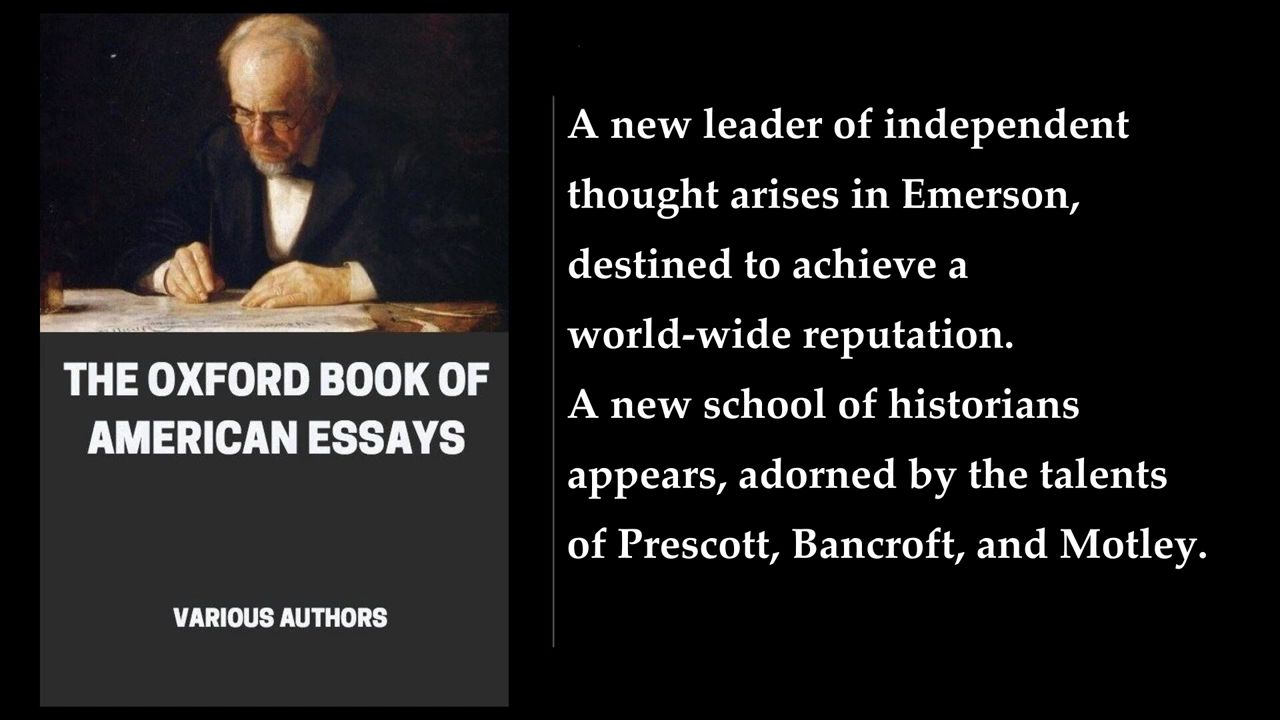 THE OXFORD BOOK OF
AMERICAN ESSAYS
VARIOUS AUTHORS
A new leader of independent
thought arises in Emerson,
destined to achieve a
world-wide reputation.
A new school of historians
appears, adorned by the talents
of Prescott, Bancroft, and Motley.